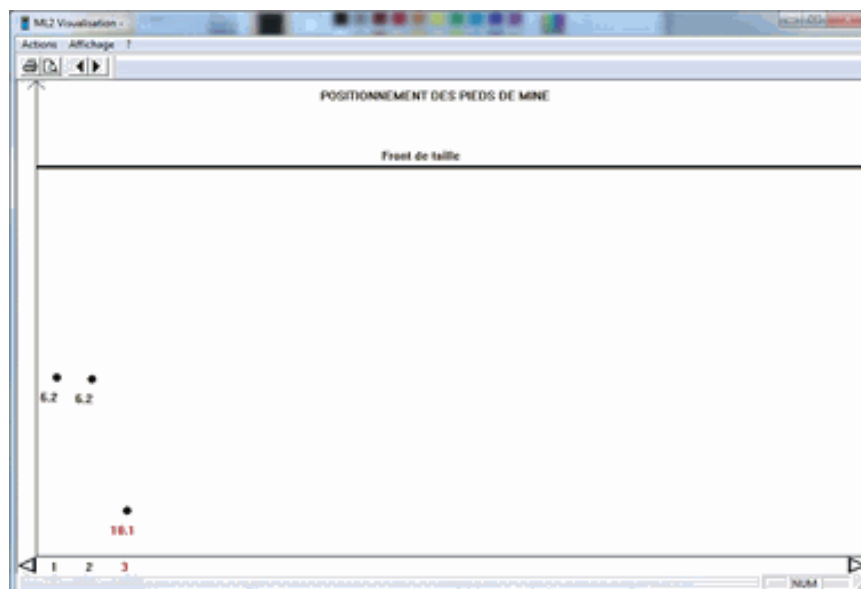 ML2 Visualisation -
Actions Affichage ?
POSITIONNEMENT DES PIEDS DE MINE
Front de taille
6.2 6.2
10.1
1 2 3
NUM